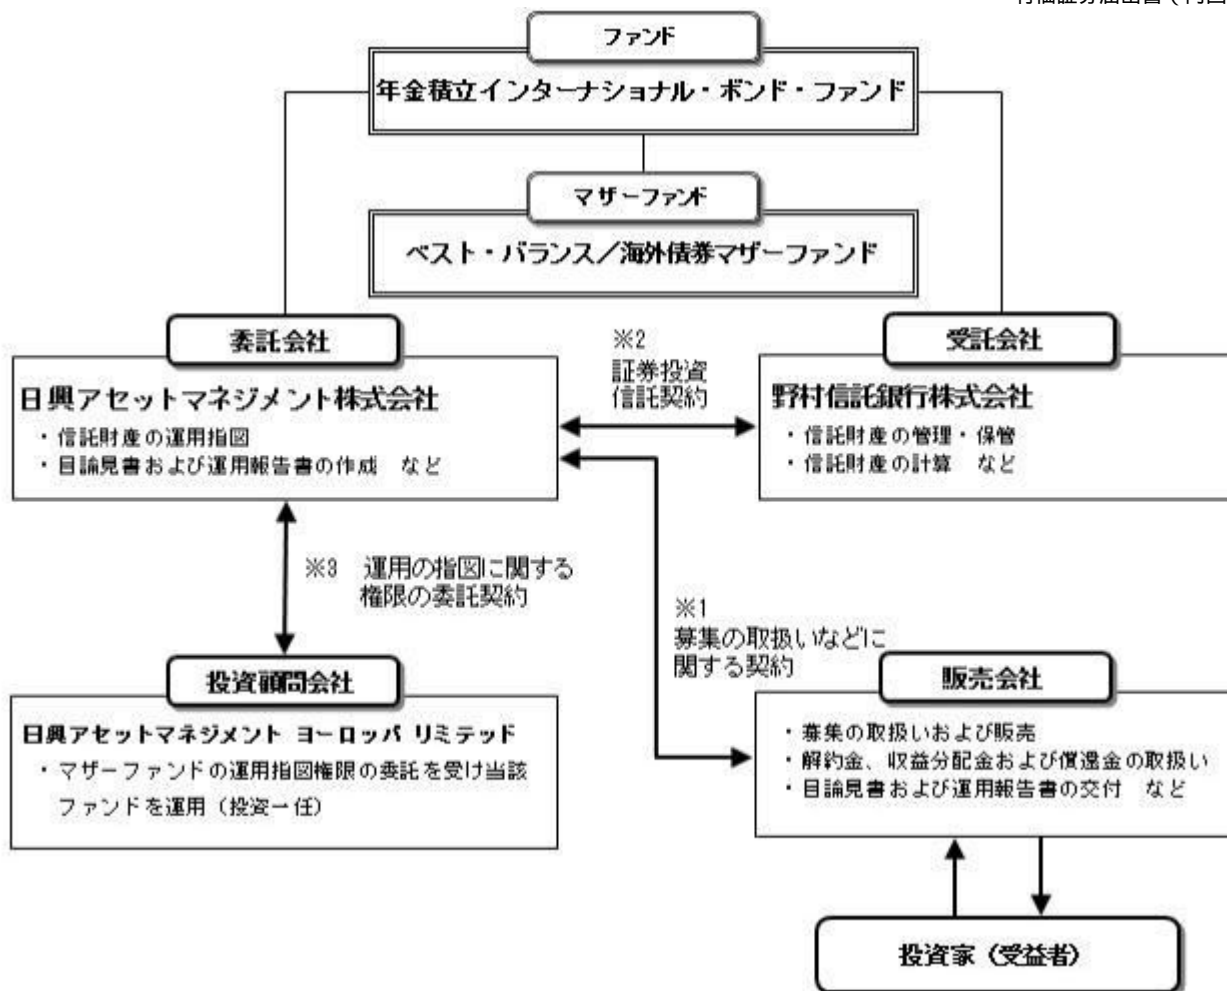 ファンド
年金積立インターナショナル・ボンド・ファンド
マザーファンド
ベスト・バランス／海外債券マザーファンド
委託会社
日興アセットマネジメント株式会社
・信託財産の運用指図
・目論見書および運用報告書の作成　など
※2
証券投資
信託契約
受託会社
野村信託銀行株式会社
・信託財産の管理・保管
・信託財産の計算　など
※3　運用の指図に関する
権限の委託契約
※1
募集の取扱いなどに
関する契約
投資顧問会社
日興アセットマネジメント ヨーロッパ リミテッド
・マザーファンドの運用指図権限の委託を受け当該
ファンドを運用（投資一任）
販売会社
・募集の取扱いおよび販売
・解約金、収益分配金および償還金の取扱い
・目論見書および運用報告書の交付　など
投資家（受益者）